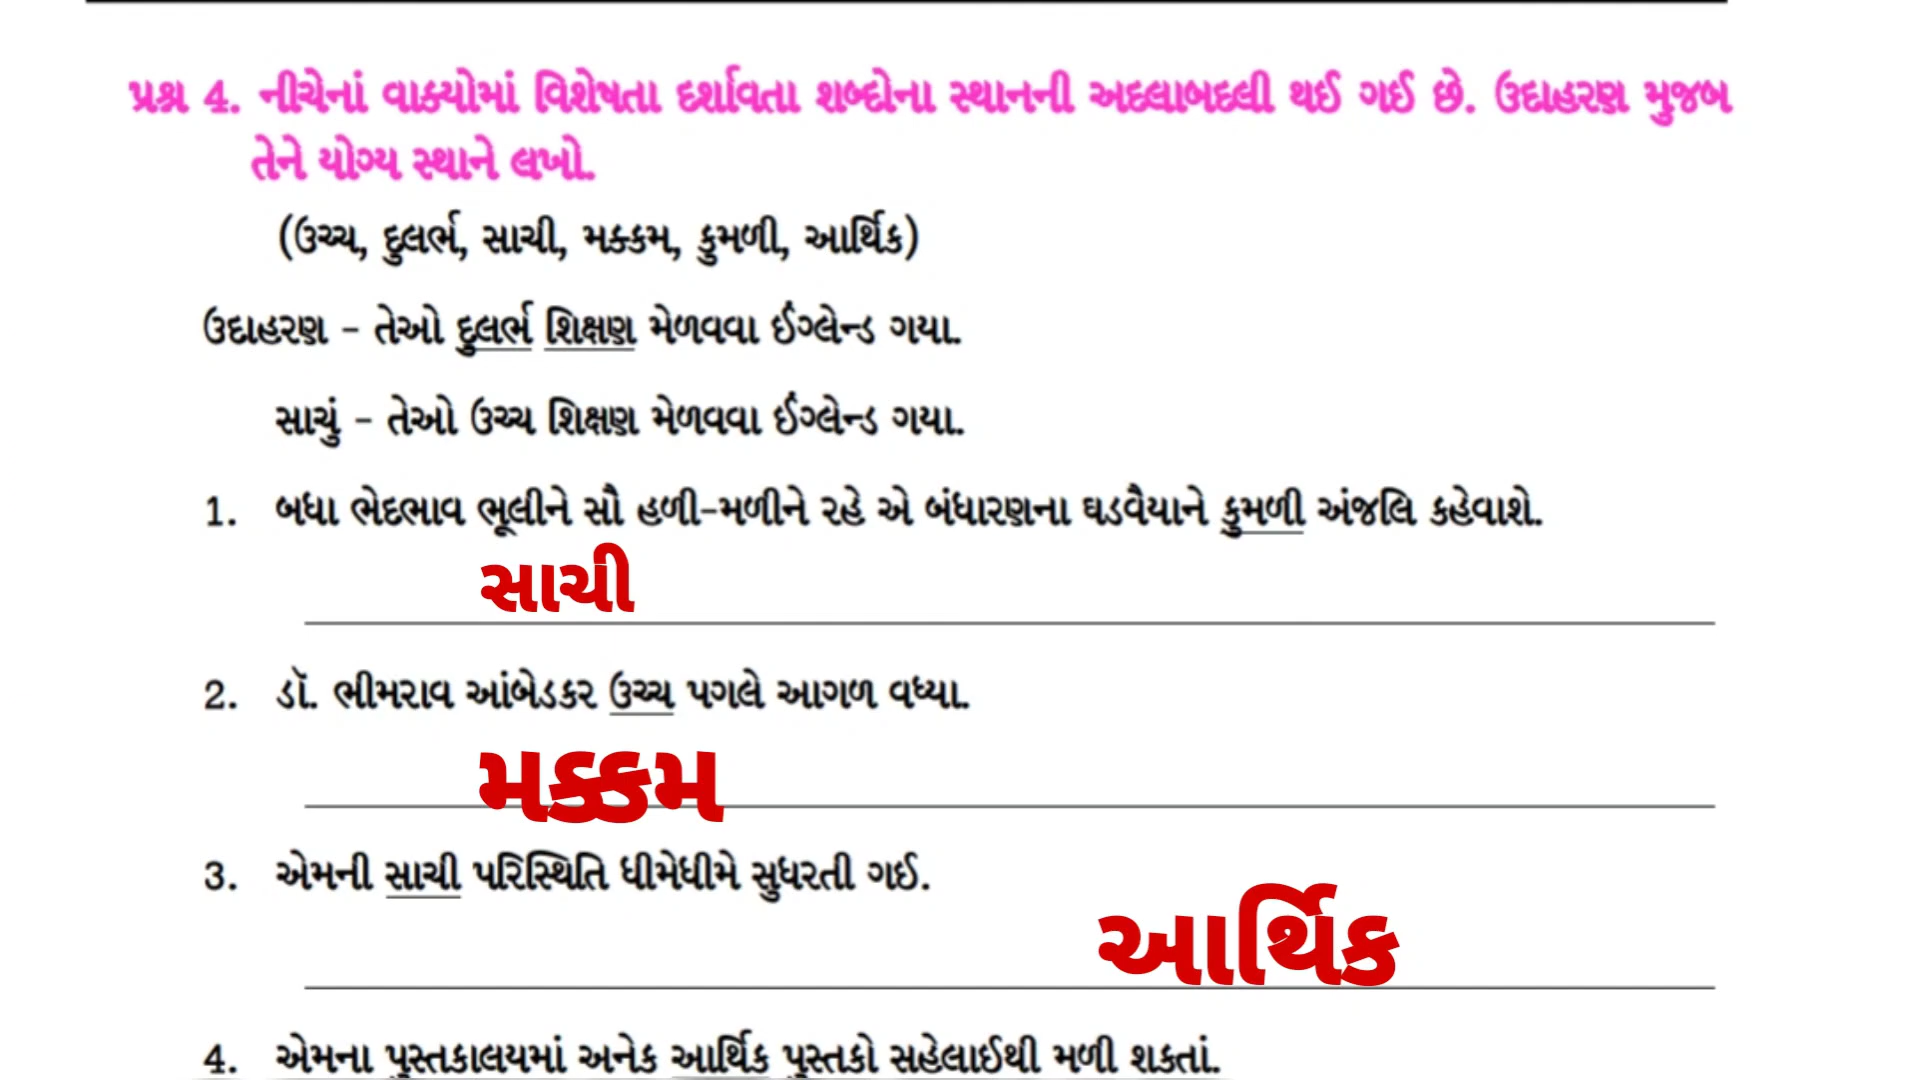 પ્રશ્ન 4. નીચેનાં વાક્યોમાં વિશેષતા દર્શાવતા શબ્દોના સ્થાનની અદલાબદલી થઈ ગઈ છે. ઉદાહરણ મુજબ
તેને યોગ્ય સ્થાને લખો.
(ઉચ્ચ, દુલર્ભ, સાચી, મક્કમ, કુમળી, આર્થિક)
ઉદાહરણ - તેઓ દુલર્ભ શિક્ષણ મેળવવા ઈંગ્લેન્ડ ગયા.
સાચું - તેઓ ઉચ્ચ શિક્ષણ મેળવવા ઈંગ્લેન્ડ ગયા.
1. બધા ભેદભાવ ભૂલીને સૌ હળી-મળીને રહે એ બંધારણના ઘડવૈયાને કુમળી અંજલિ કહેવાશે.
સાચી
2. ડૉ. ભીમરાવ આંબેડકર ઉચ્ચ પગલે આગળ વધ્યા.
મક્કમ
3. એમની સાચી પરિસ્થિતિ ધીમેધીમે સુધરતી ગઈ.
આર્થિક
4. એમના પુસ્તકાલયમાં અનેક આર્થિક પુસ્તકો સહેલાઈથી મળી શકતાં.